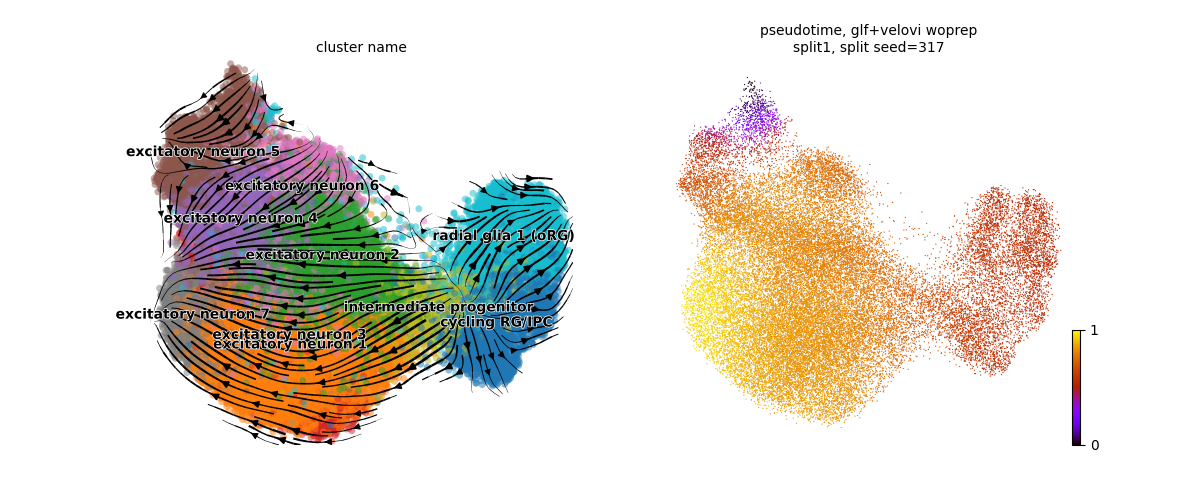 cluster name
excitatory neuron 5
excitatory neuron 6
excitatory neuron 4
radial glia 1 (oRG)
excitatory neuron 2
intermediate progenitor
excitatory neuron 7
cycling RG/IPC
excitatory neuron 3
excitatory neuron 1
pseudotime, glf+velovi woprep
split1, split seed=317
1
0